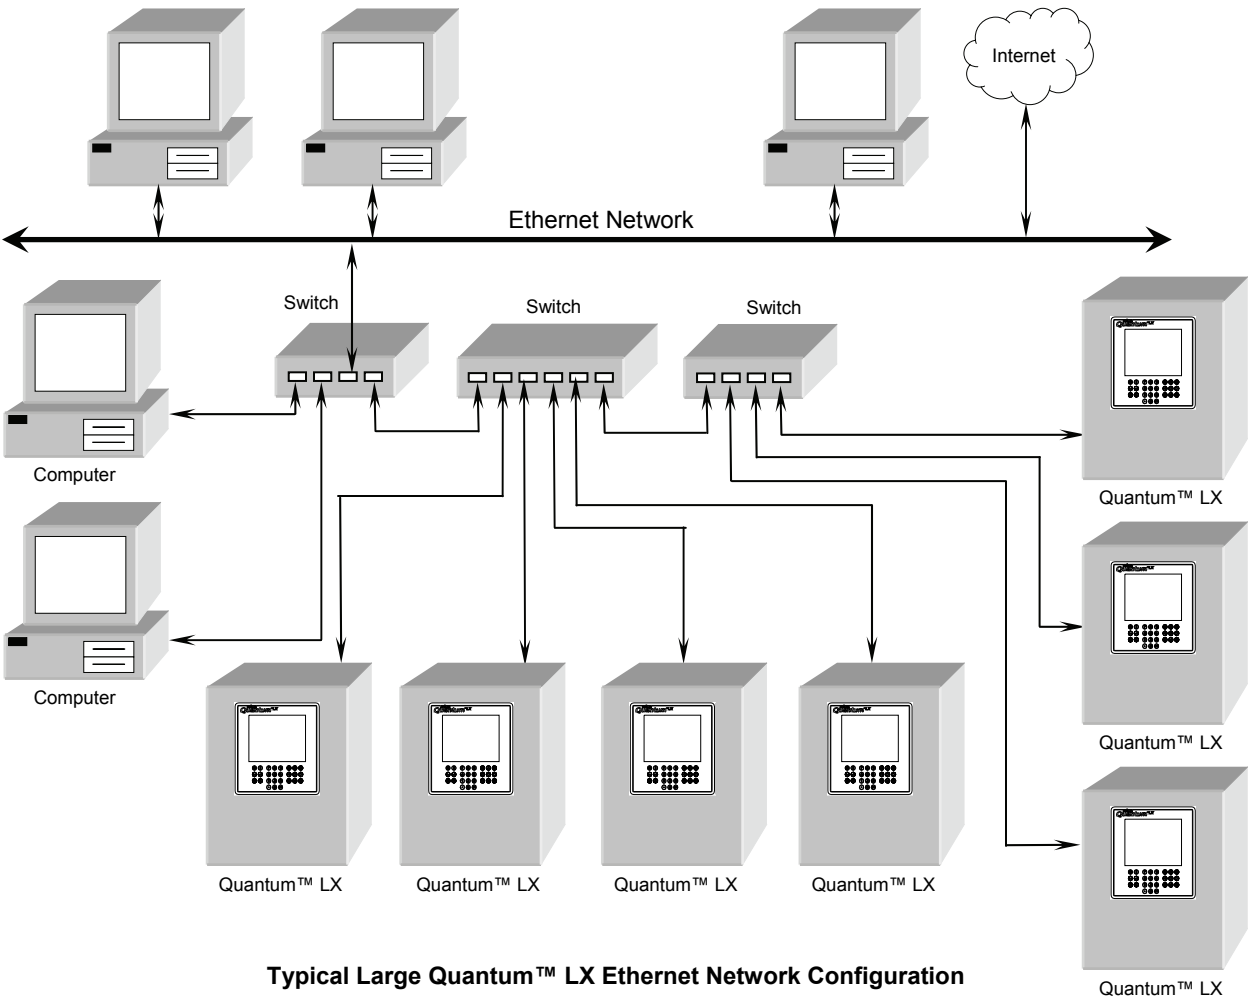 Internet
Ethernet Network
Switch
Switch
Switch
Computer
Quantum™ LX
Computer
Quantum™ LX
Quantum™ LX
Quantum™ LX
Quantum™ LX
Quantum™ LX
Quantum™ LX
Typical Large Quantum™ LX Ethernet Network Configuration